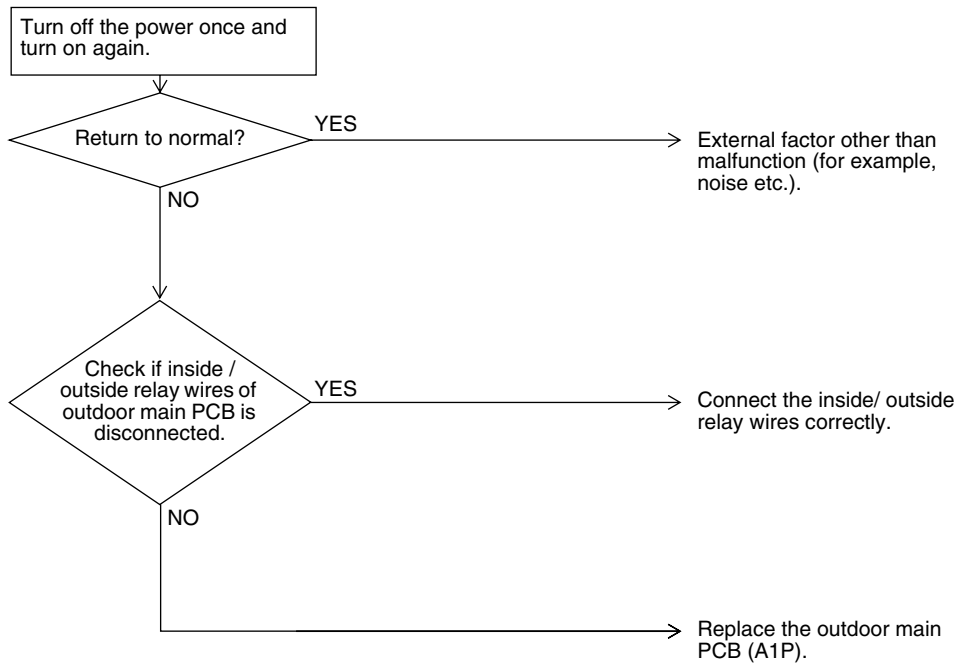 Turn off the power once and
turn on again.
Return to normal?
YES
External factor other than
malfunction (for example,
noise etc.).
NO
Check if inside /
outside relay wires of
outdoor main PCB is
disconnected.
YES
Connect the inside/ outside
relay wires correctly.
NO
Replace the outdoor main
PCB (A1P).